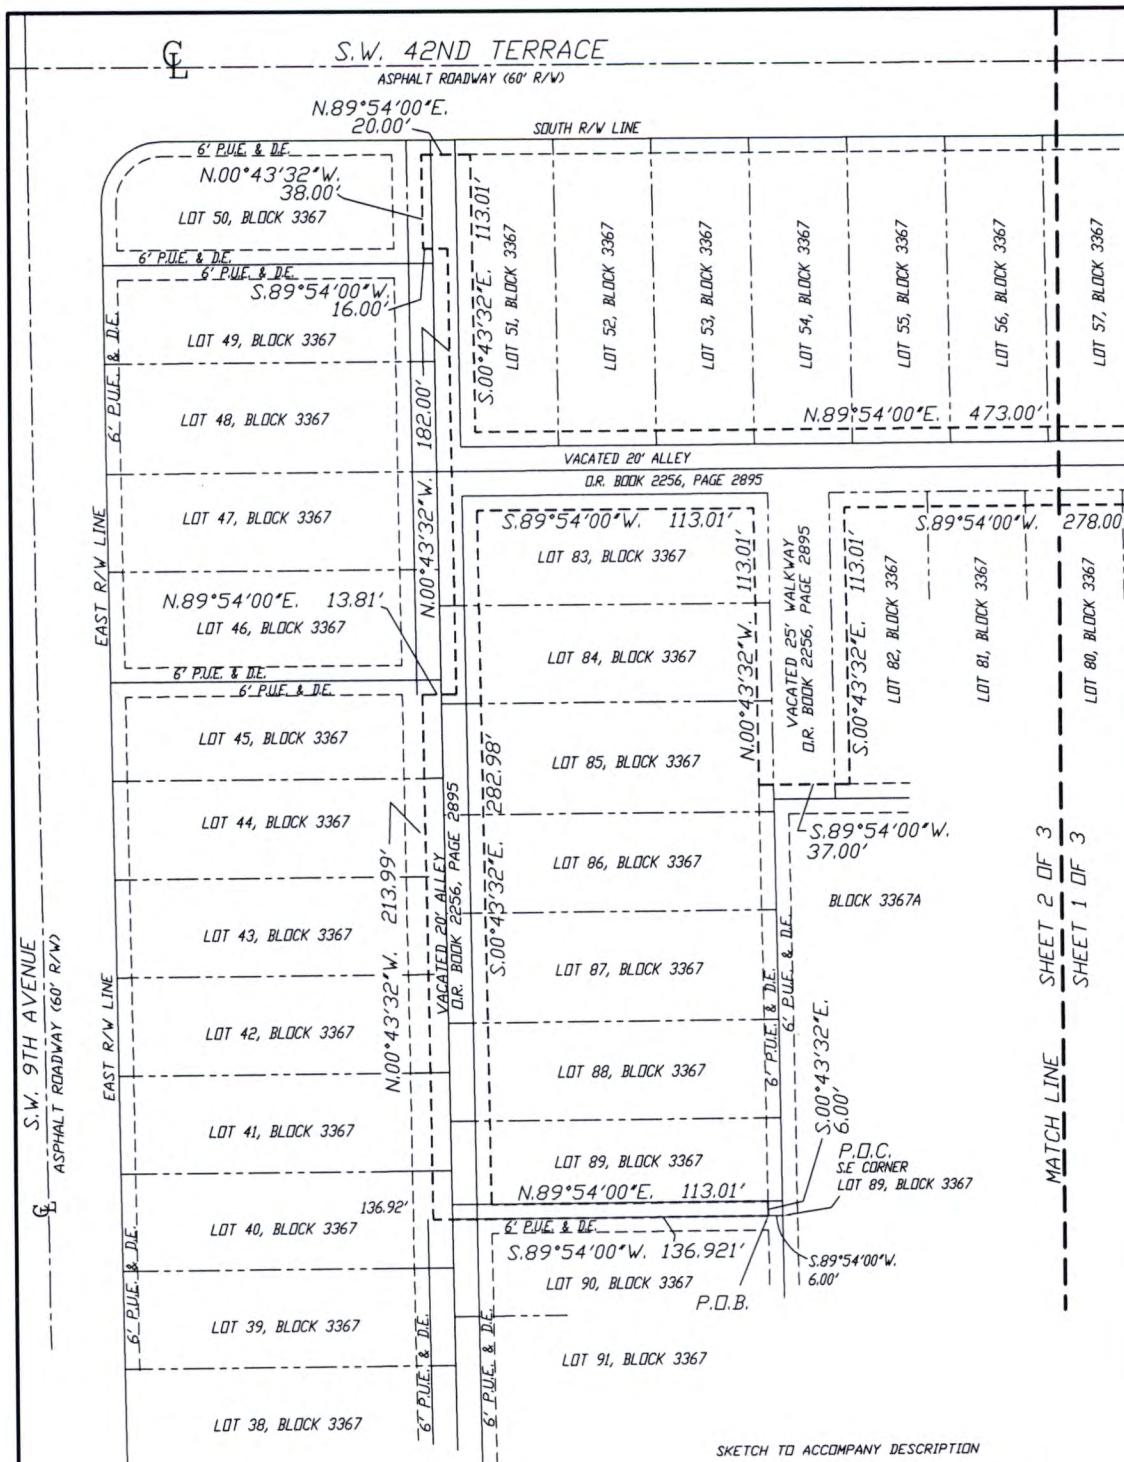 CL S.W. 42ND TERRACE
ASPHALT ROADWAY (60' R/W)
N.89°54'00"E.
20.00'
SOUTH R/W LINE
6' P.U.E. & D.E.
N.00°43'32"W.
38.00'
LOT 50, BLOCK 3367
6' P.U.E. & D.E.
6' P.U.E. & D.E.
S.89°54'00"W.
16.00'
LOT 49, BLOCK 3367
6' P.U.E. & D.E.
LOT 48, BLOCK 3367
N.00°43'32"W. 182.00'
LOT 47, BLOCK 3367
EAST R/W LINE
N.89°54'00"E. 13.81'
LOT 46, BLOCK 3367
6' P.U.E. & D.E.
6' P.U.E. & D.E.
S.00°43'32"E. 113.01'
LOT 51, BLOCK 3367
LOT 52, BLOCK 3367
LOT 53, BLOCK 3367
LOT 54, BLOCK 3367
LOT 55, BLOCK 3367
LOT 56, BLOCK 3367
LOT 57, BLOCK 3367
N.89°54'00"E. 473.00'
VACATED 20' ALLEY
O.R. BOOK 2256, PAGE 2895
S.89°54'00"W. 113.01'
LOT 83, BLOCK 3367
N.00°43'32"W. 113.01'
VACATED 25' WALKWAY
O.R. BOOK 2256, PAGE 2895
S.00°43'32"E. 113.01'
S.89°54'00"W. 278.00
LOT 82, BLOCK 3367
LOT 81, BLOCK 3367
LOT 80, BLOCK 3367
LOT 84, BLOCK 3367
LOT 45, BLOCK 3367
LOT 85, BLOCK 3367
LOT 44, BLOCK 3367
S.00°43'32"E. 282.98'
VACATED 20' ALLEY
O.R. BOOK 2256, PAGE 2895
N.00°43'32"W. 213.99'
S.89°54'00"W.
37.00'
LOT 86, BLOCK 3367
BLOCK 3367A
LOT 43, BLOCK 3367
LOT 87, BLOCK 3367
6' P.U.E. & D.E.
6' P.U.E. & D.E.
MATCH LINE SHEET 2 OF 3
SHEET 1 OF 3
S.W. 9TH AVENUE
ASPHALT ROADWAY (60' R/W)
CL
EAST R/W LINE
LOT 42, BLOCK 3367
LOT 88, BLOCK 3367
S.00°43'32"E.
6.00'
LOT 41, BLOCK 3367
LOT 89, BLOCK 3367
P.O.C.
S.E CORNER
LOT 89, BLOCK 3367
N.89°54'00"E. 113.01'
136.92'
LOT 40, BLOCK 3367
6' P.U.E. & D.E.
S.89°54'00"W. 136.921'
S.89°54'00"W.
6.00'
LOT 90, BLOCK 3367
P.O.B.
6' P.U.E. & D.E.
LOT 39, BLOCK 3367
6' P.U.E. & D.E.
6' P.U.E. & D.E.
LOT 91, BLOCK 3367
LOT 38, BLOCK 3367
SKETCH TO ACCOMPANY DESCRIPTION